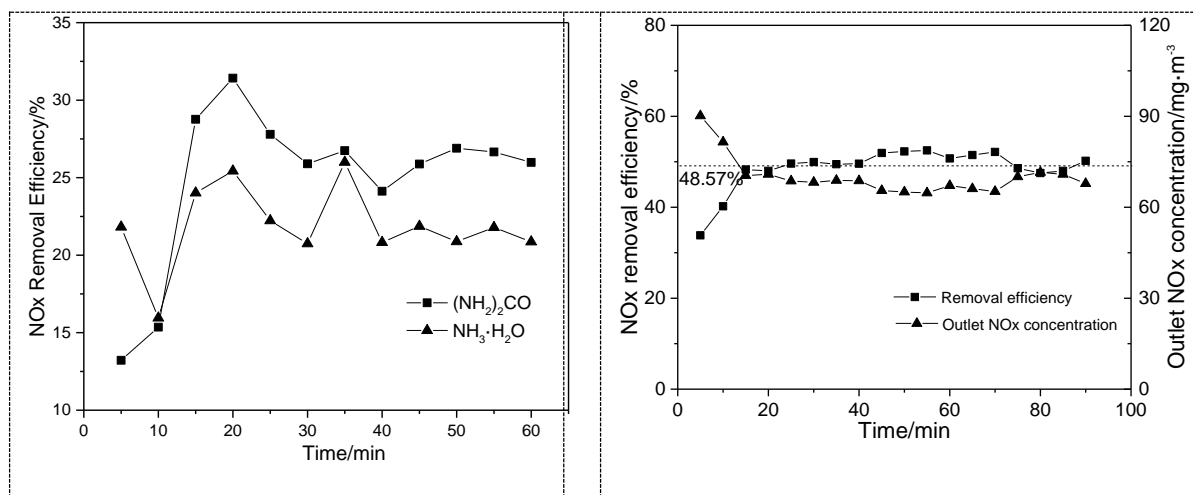 35
30
25
20
15
10
NOx Removal Efficiency/%
(NH₂)₂CO
NH₃·H₂O
0 10 20 30 40 50 60
Time/min
80
60
40
20
0
NOx removal efficiency/%
48.57%
Removal efficiency
Outlet NOx concentration
0 20 40 60 80 100
Time/min
120
90
60
30
0
Outlet NOx concentration/mg·m⁻³